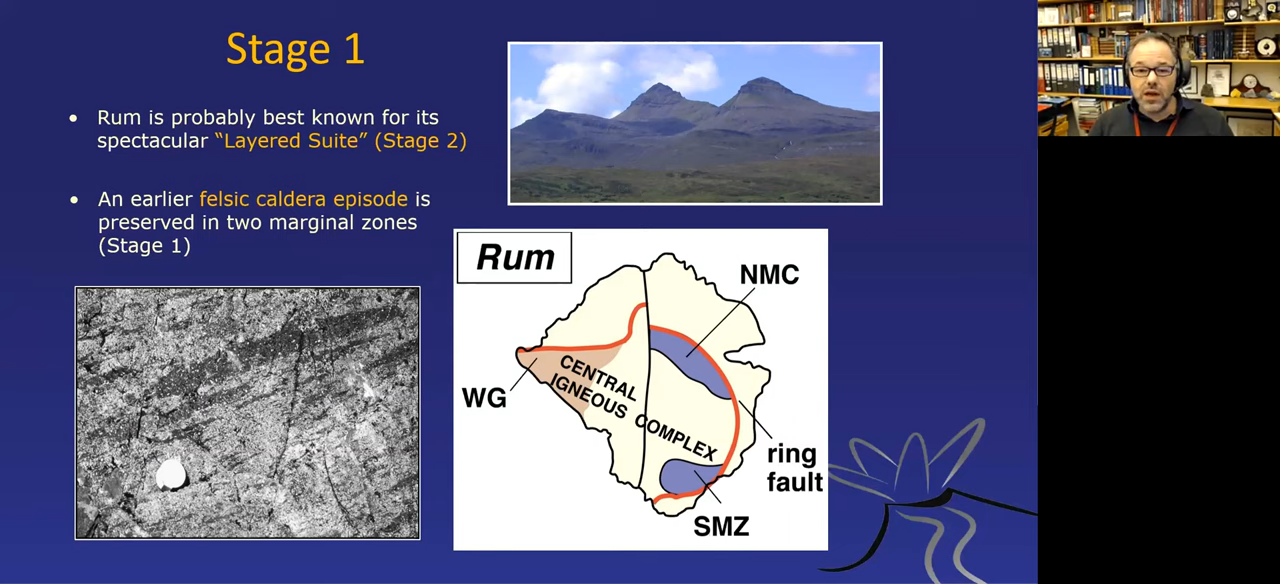 Stage 1
• Rum is probably best known for its
spectacular “Layered Suite” (Stage 2)
• An earlier felsic caldera episode is
preserved in two marginal zones
(Stage 1)
Rum
NMC
WG
CENTRAL
IGNEOUS COMPLEX
ring
fault
SMZ